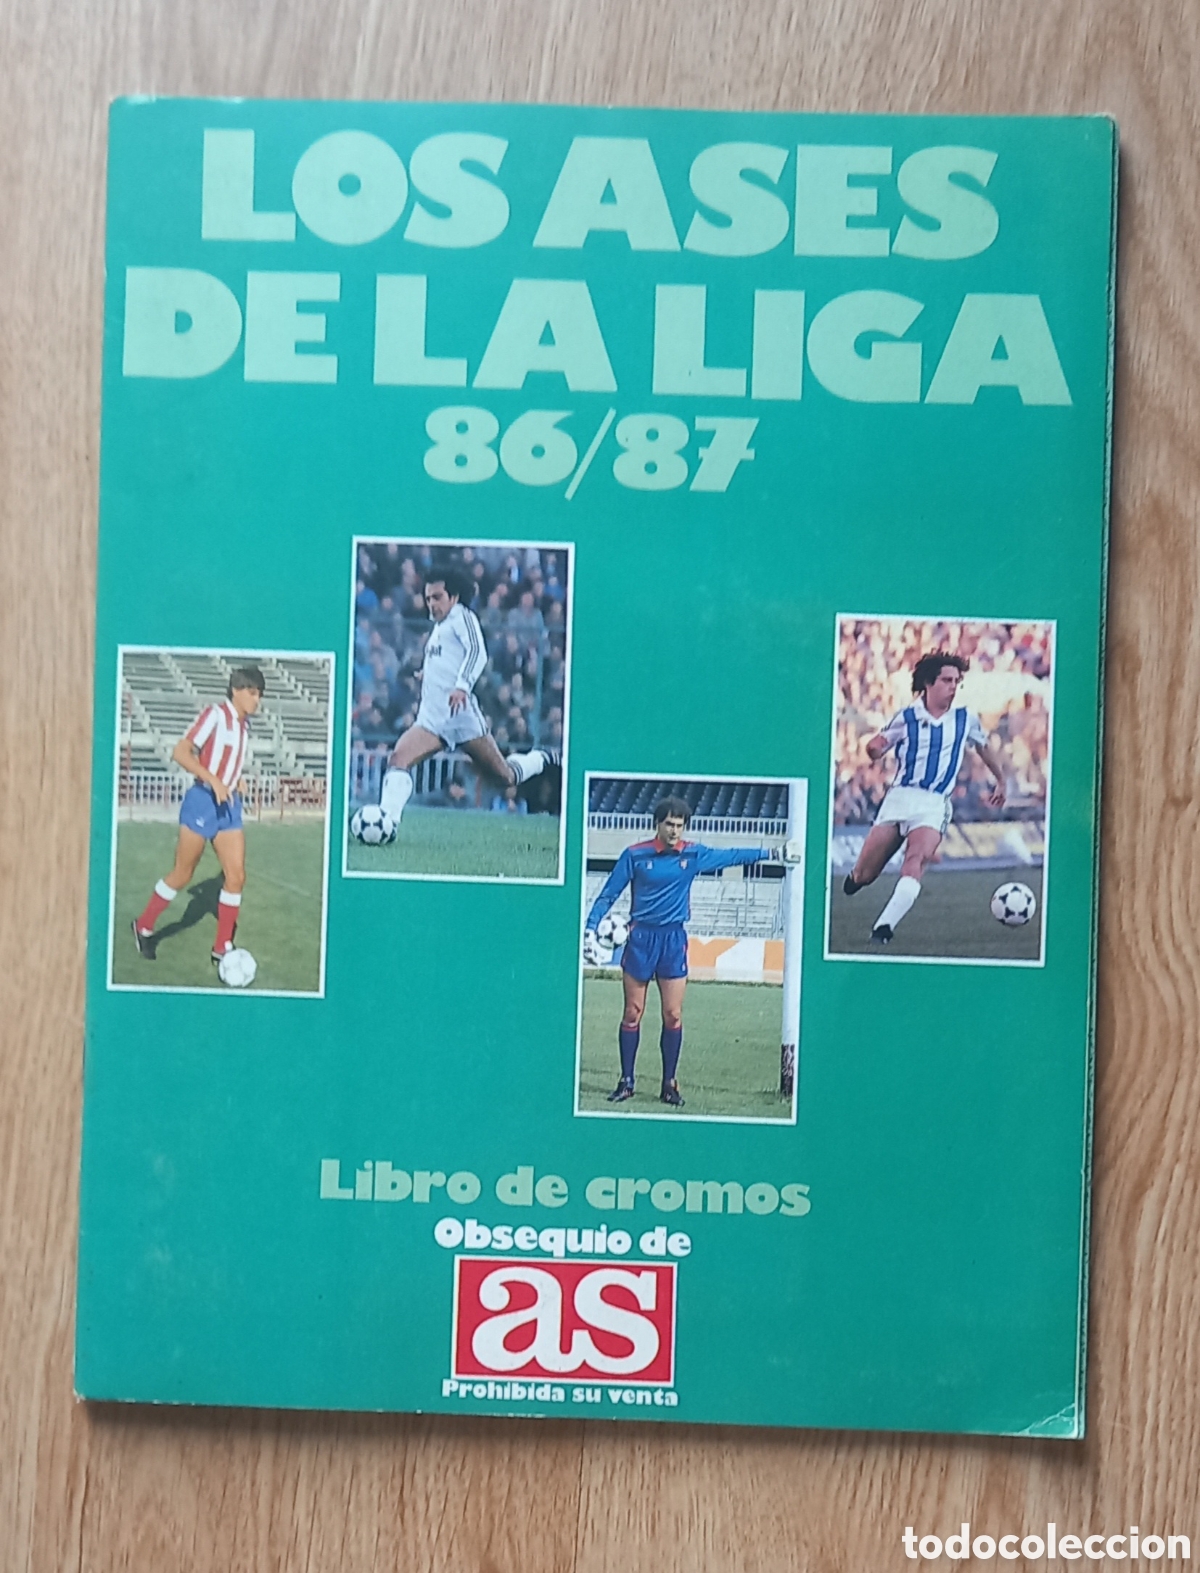 LOS ASES
DE LA LIGA
86/87
Libro de cromos
Obsequio de
as
Prohibida su venta
todocoleccion